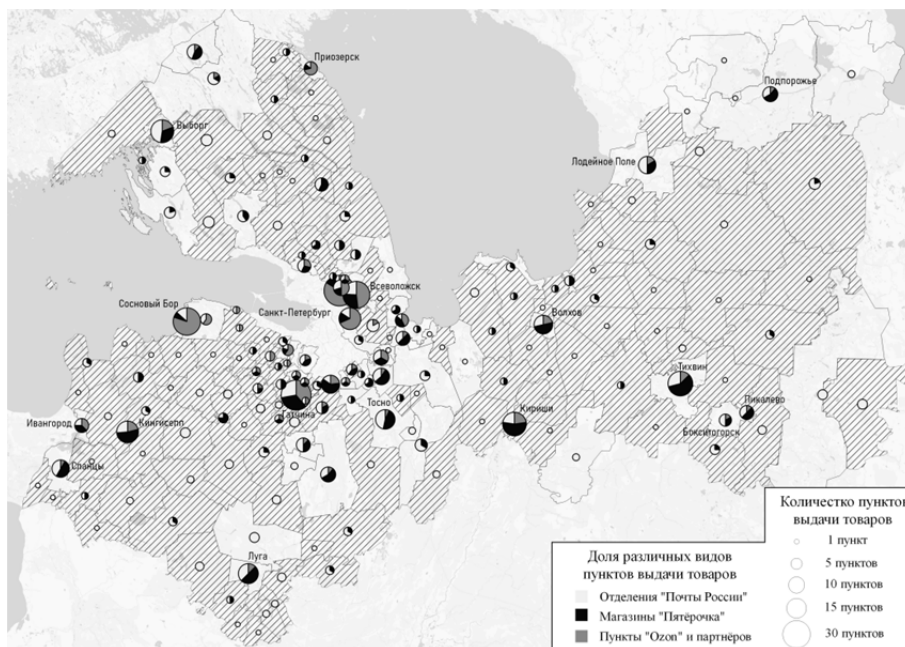 Приозерск
Подпорожье
Выборг
Лодейное Поле
Всеволожск
Сосновый Бор
Санкт-Петербург
Волхов
Тихвин
Гатчина
Тосно
Пикалево
Ивангород
Кингисепп
Кириши
Бокситогорск
Сланцы
Луга
Количестко пунктов
выдачи товаров
1 пункт
5 пунктов
10 пунктов
15 пунктов
30 пунктов
Доля различных видов
пунктов выдачи товаров
Отделения "Почты России"
Магазины "Пятёрочка"
Пункты "Ozon" и партнёров